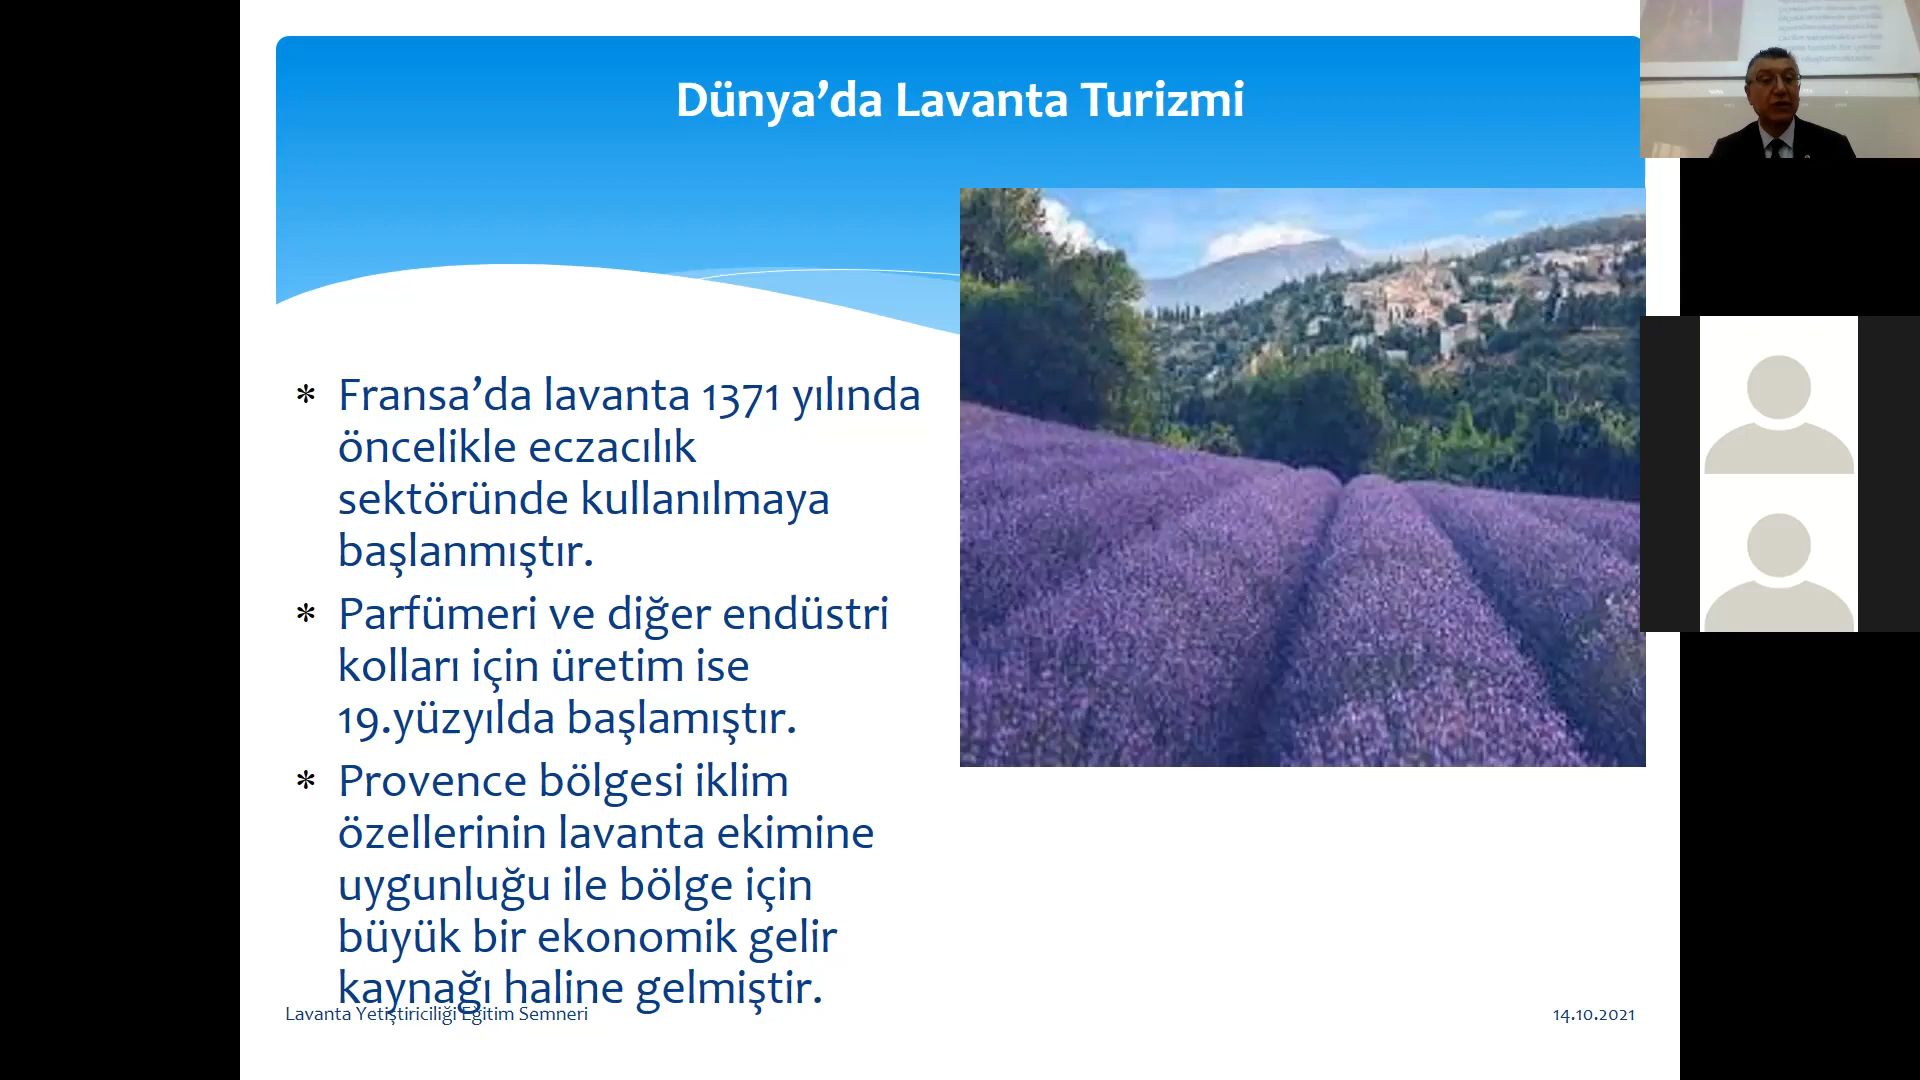 Dünya’da Lavanta Turizmi
* Fransa’da lavanta 1371 yılında
öncelikle eczacılık
sektöründe kullanılmaya
başlanmıştır.
* Parfümeri ve diğer endüstri
kolları için üretim ise
19.yüzyılda başlamıştır.
* Provence bölgesi iklim
özellerinin lavanta ekimine
uygunluğu ile bölge için
büyük bir ekonomik gelir
kaynağı haline gelmiştir.
Lavanta Yetiştiriciliği Eğitim Semneri
14.10.2021